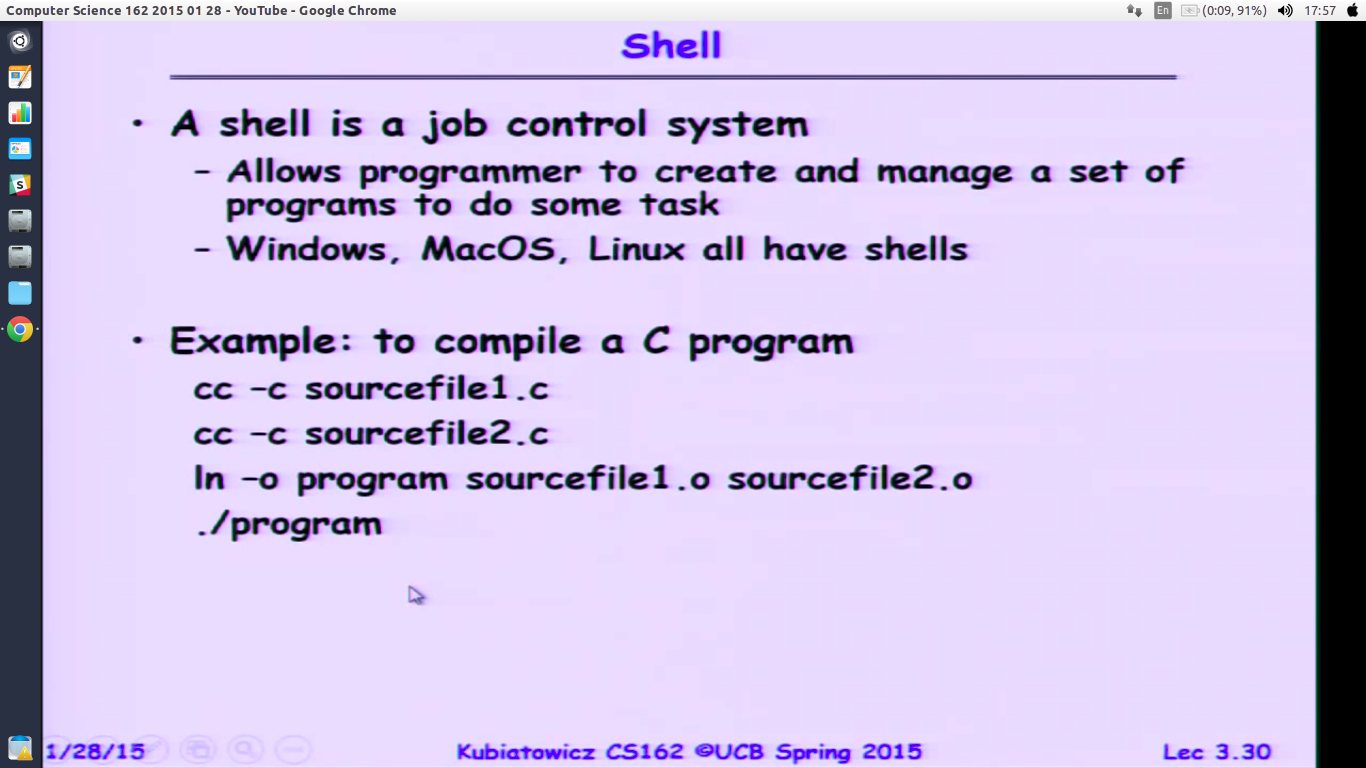 Computer Science 162 2015 01 28 - YouTube - Google Chrome
En (0:09, 91%) 17:57
Shell
• A shell is a job control system
– Allows programmer to create and manage a set of
programs to do some task
– Windows, MacOS, Linux all have shells
• Example: to compile a C program
cc –c sourcefile1.c
cc –c sourcefile2.c
ln –o program sourcefile1.o sourcefile2.o
./program
1/28/15 Kubiatowicz CS162 ©UCB Spring 2015 Lec 3.30